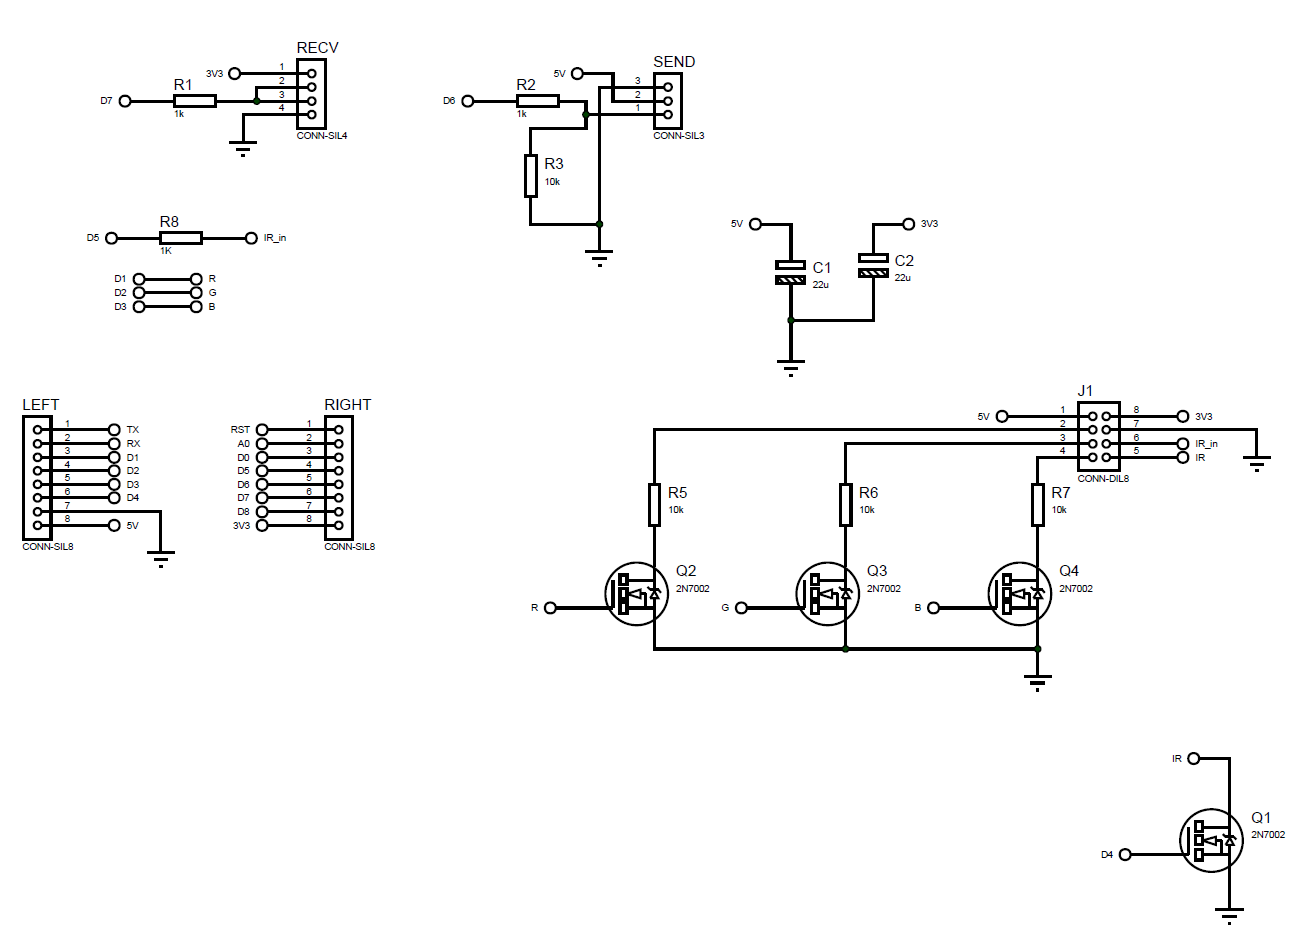 RECV
3V3
1
2
3
4
D7
R1
1k
CONN-SIL4
SEND
5V
3
2
1
D6
R2
1k
CONN-SIL3
R3
10k
D5
R8
1K
IR_in
D1
R
D2
G
D3
B
5V
3V3
C1
22u
C2
22u
LEFT
1
TX
2
RX
3
D1
4
D2
5
D3
6
D4
7
8
5V
CONN-SIL8
RIGHT
RST
1
A0
2
D0
3
D5
4
D6
5
D7
6
D8
7
3V3
8
CONN-SIL8
J1
5V
1
8
3V3
2
7
3
6
IR_in
4
5
IR
CONN-DIL8
R5
10k
R6
10k
R7
10k
Q2
2N7002
Q3
2N7002
Q4
2N7002
R
G
B
IR
Q1
2N7002
D4